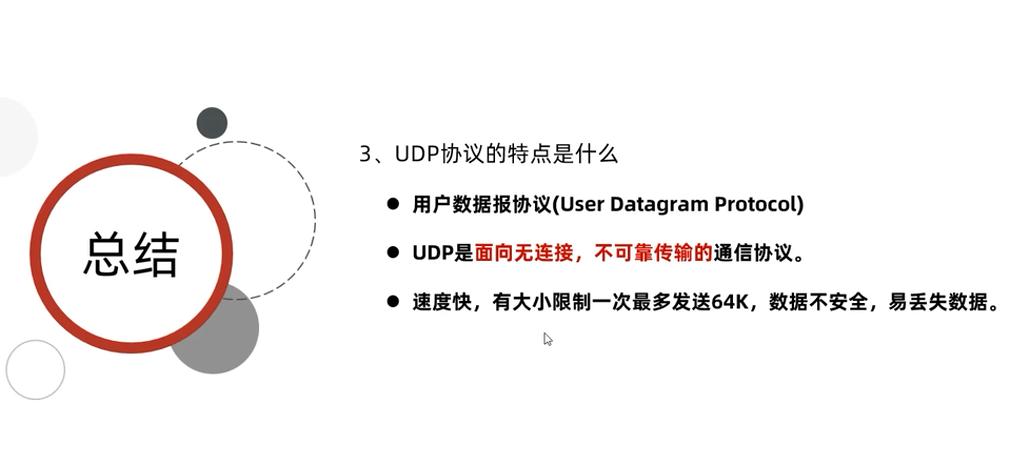 总结
3、UDP协议的特点是什么
用户数据报协议(User Datagram Protocol)
UDP是面向无连接，不可靠传输的通信协议。
速度快，有大小限制一次最多发送64K，数据不安全，易丢失数据。